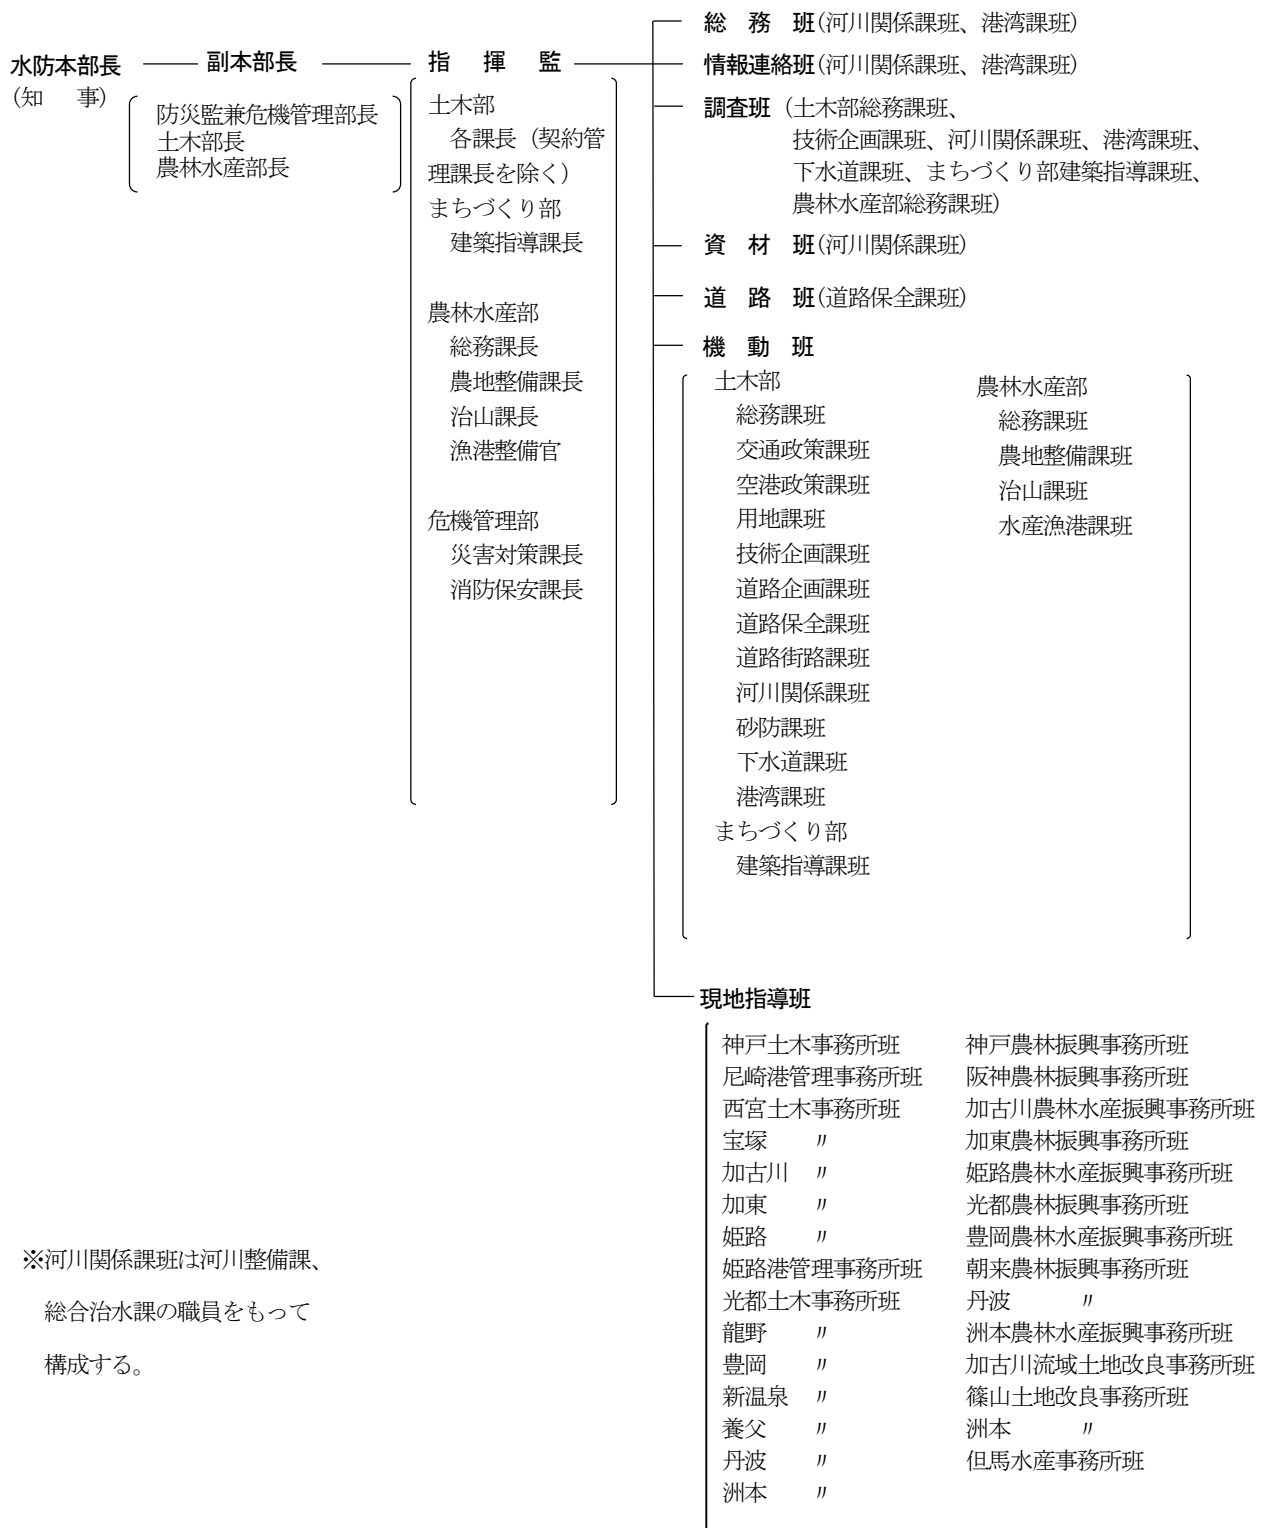 水防本部長
(知　事)
副本部長
防災監兼危機管理部長
土木部長
農林水産部長
指　揮　監
土木部
各課長（契約管
理課長を除く）
まちづくり部
建築指導課長
農林水産部
総務課長
農地整備課長
治山課長
漁港整備官
危機管理部
災害対策課長
消防保安課長
総　務　班(河川関係課班、港湾課班)
情報連絡班(河川関係課班、港湾課班)
調査班（土木部総務課班、
技術企画課班、河川関係課班、港湾課班、
下水道課班、まちづくり部建築指導課班、
農林水産部総務課班)
資　材　班(河川関係課班)
道　路　班(道路保全課班)
機　動　班
土木部
総務課班
交通政策課班
空港政策課班
用地課班
技術企画課班
道路企画課班
道路保全課班
道路街路課班
河川関係課班
砂防課班
下水道課班
港湾課班
まちづくり部
建築指導課班
農林水産部
総務課班
農地整備課班
治山課班
水産漁港課班
現地指導班
神戸土木事務所班
尼崎港管理事務所班
西宮土木事務所班
宝塚　　〃
加古川　〃
加東　　〃
姫路　　〃
姫路港管理事務所班
光都土木事務所班
龍野　　〃
豊岡　　〃
新温泉　〃
養父　　〃
丹波　　〃
洲本　　〃
神戸農林振興事務所班
阪神農林振興事務所班
加古川農林水産振興事務所班
加東農林振興事務所班
姫路農林水産振興事務所班
光都農林振興事務所班
豊岡農林水産振興事務所班
朝来農林振興事務所班
丹波　　　〃
洲本農林水産振興事務所班
加古川流域土地改良事務所班
篠山土地改良事務所班
洲本　　　〃
但馬水産事務所班
※河川関係課班は河川整備課、
総合治水課の職員をもって
構成する。